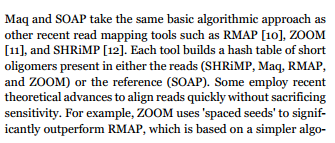 Maq and SOAP take the same basic algorithmic approach as
other recent read mapping tools such as RMAP [10], ZOOM
[11], and SHRiMP [12]. Each tool builds a hash table of short
oligomers present in either the reads (SHRiMP, Maq, RMAP,
and ZOOM) or the reference (SOAP). Some employ recent
theoretical advances to align reads quickly without sacrificing
sensitivity. For example, ZOOM uses 'spaced seeds' to signif-
icantly outperform RMAP, which is based on a simpler algo-